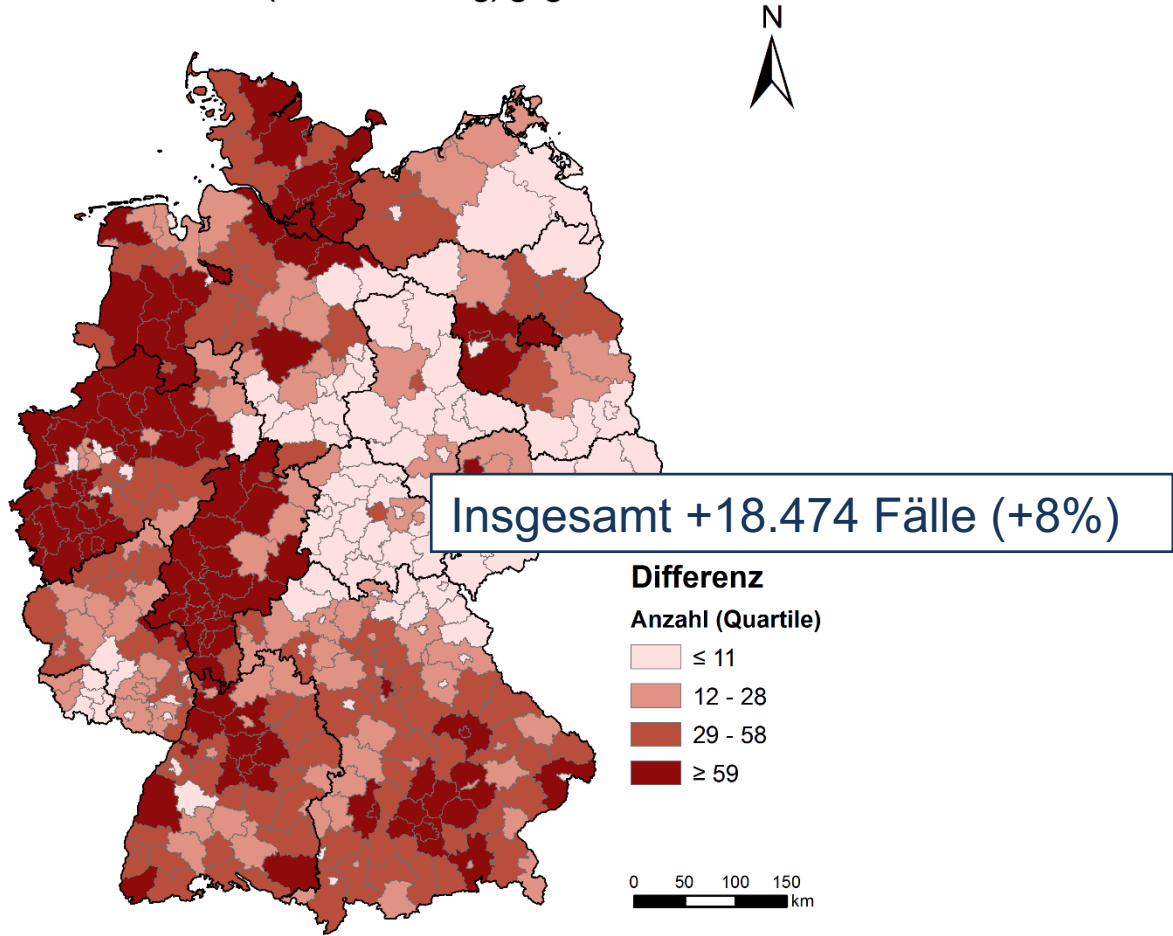 N
Insgesamt +18.474 Fälle (+8%)
Differenz
Anzahl (Quartile)
≤ 11
12 - 28
29 - 58
≥ 59
0 50 100 150
km